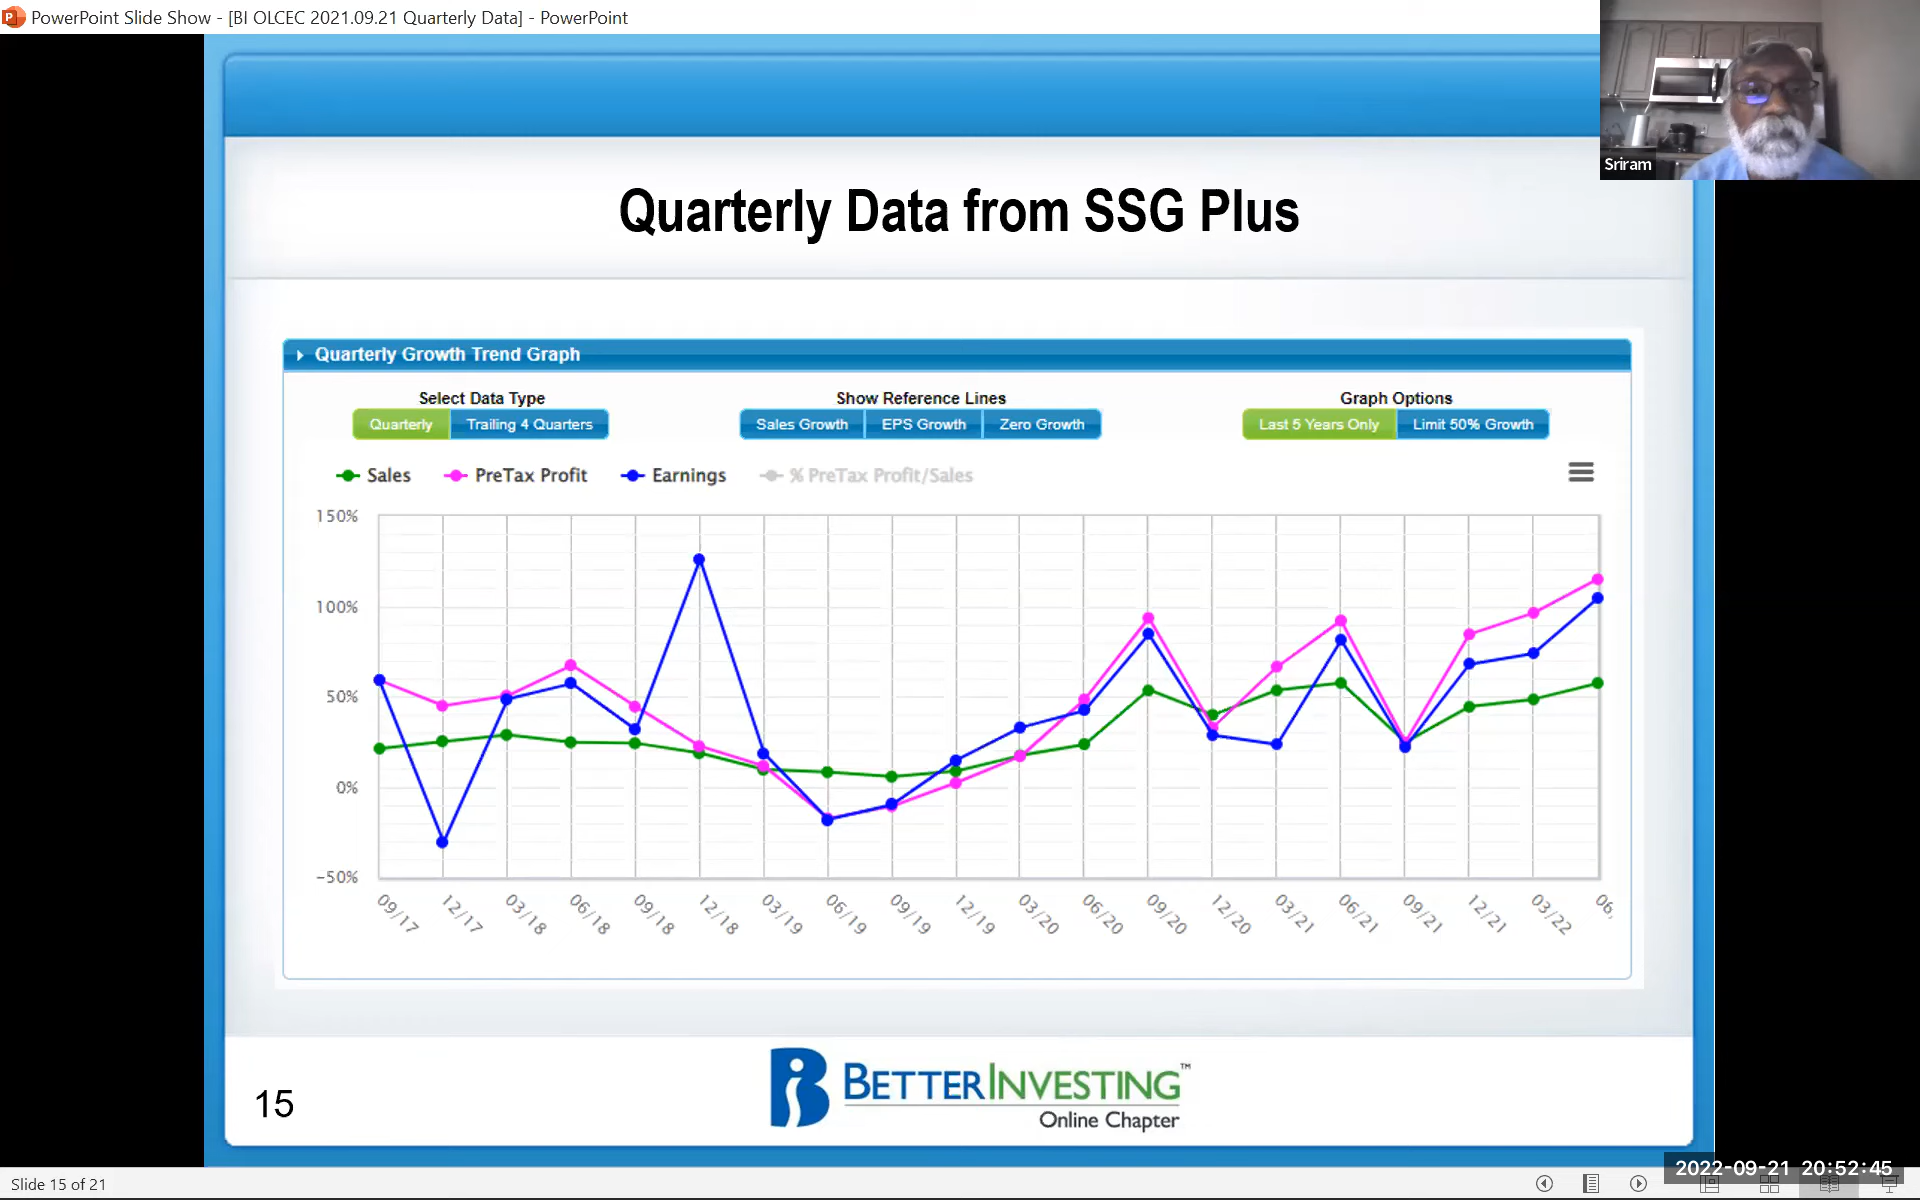 PowerPoint Slide Show - [BI OLCEC 2021.09.21 Quarterly Data] - PowerPoint
Sriram
Quarterly Data from SSG Plus
Quarterly Growth Trend Graph
Select Data Type
Show Reference Lines
Graph Options
Quarterly Trailing 4 Quarters
Sales Growth EPS Growth Zero Growth
Last 5 Years Only Limit 50% Growth
Sales PreTax Profit Earnings % PreTax Profit/Sales
150%
100%
50%
0%
-50%
09/17 12/17 03/18 06/18 09/18 12/18 03/19 06/19 09/19 12/19 03/20 06/20 09/20 12/20 03/21 06/21 09/21 12/21 03/22 06,
15
BETTERINVESTING™
Online Chapter
Slide 15 of 21
2022-09-21 20:52:45